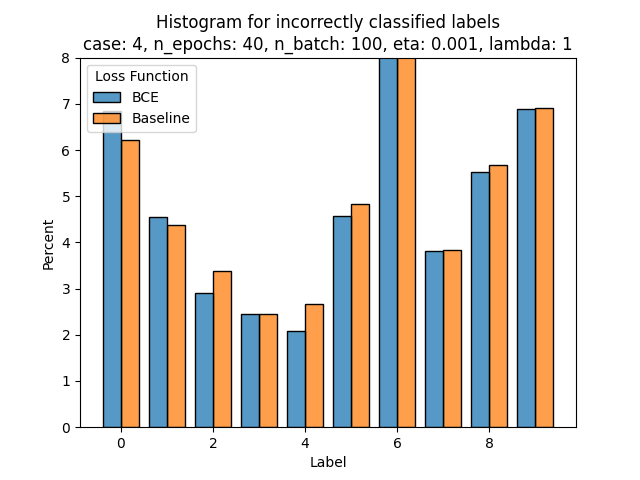 Histogram for incorrectly classified labels
case: 4, n_epochs: 40, n_batch: 100, eta: 0.001, lambda: 1
8
7
6
5
4
3
2
1
0
Percent
Loss Function
BCE
Baseline
0 2 4 6 8
Label